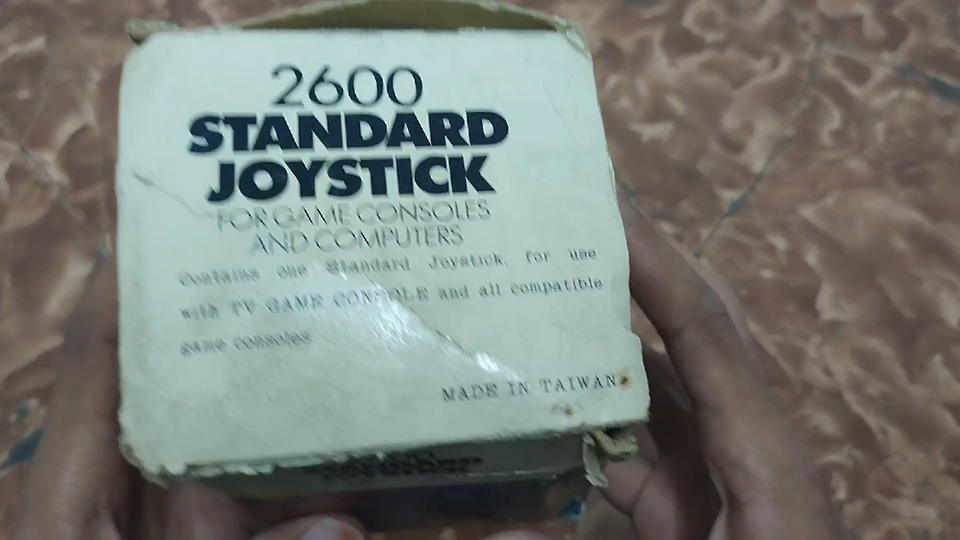 2600
STANDARD
JOYSTICK
FOR GAME CONSOLES
AND COMPUTERS
Contains one Standard Joystick, for use
with TV GAME CONSOLE and all compatible
game consoles
MADE IN TAIWAN